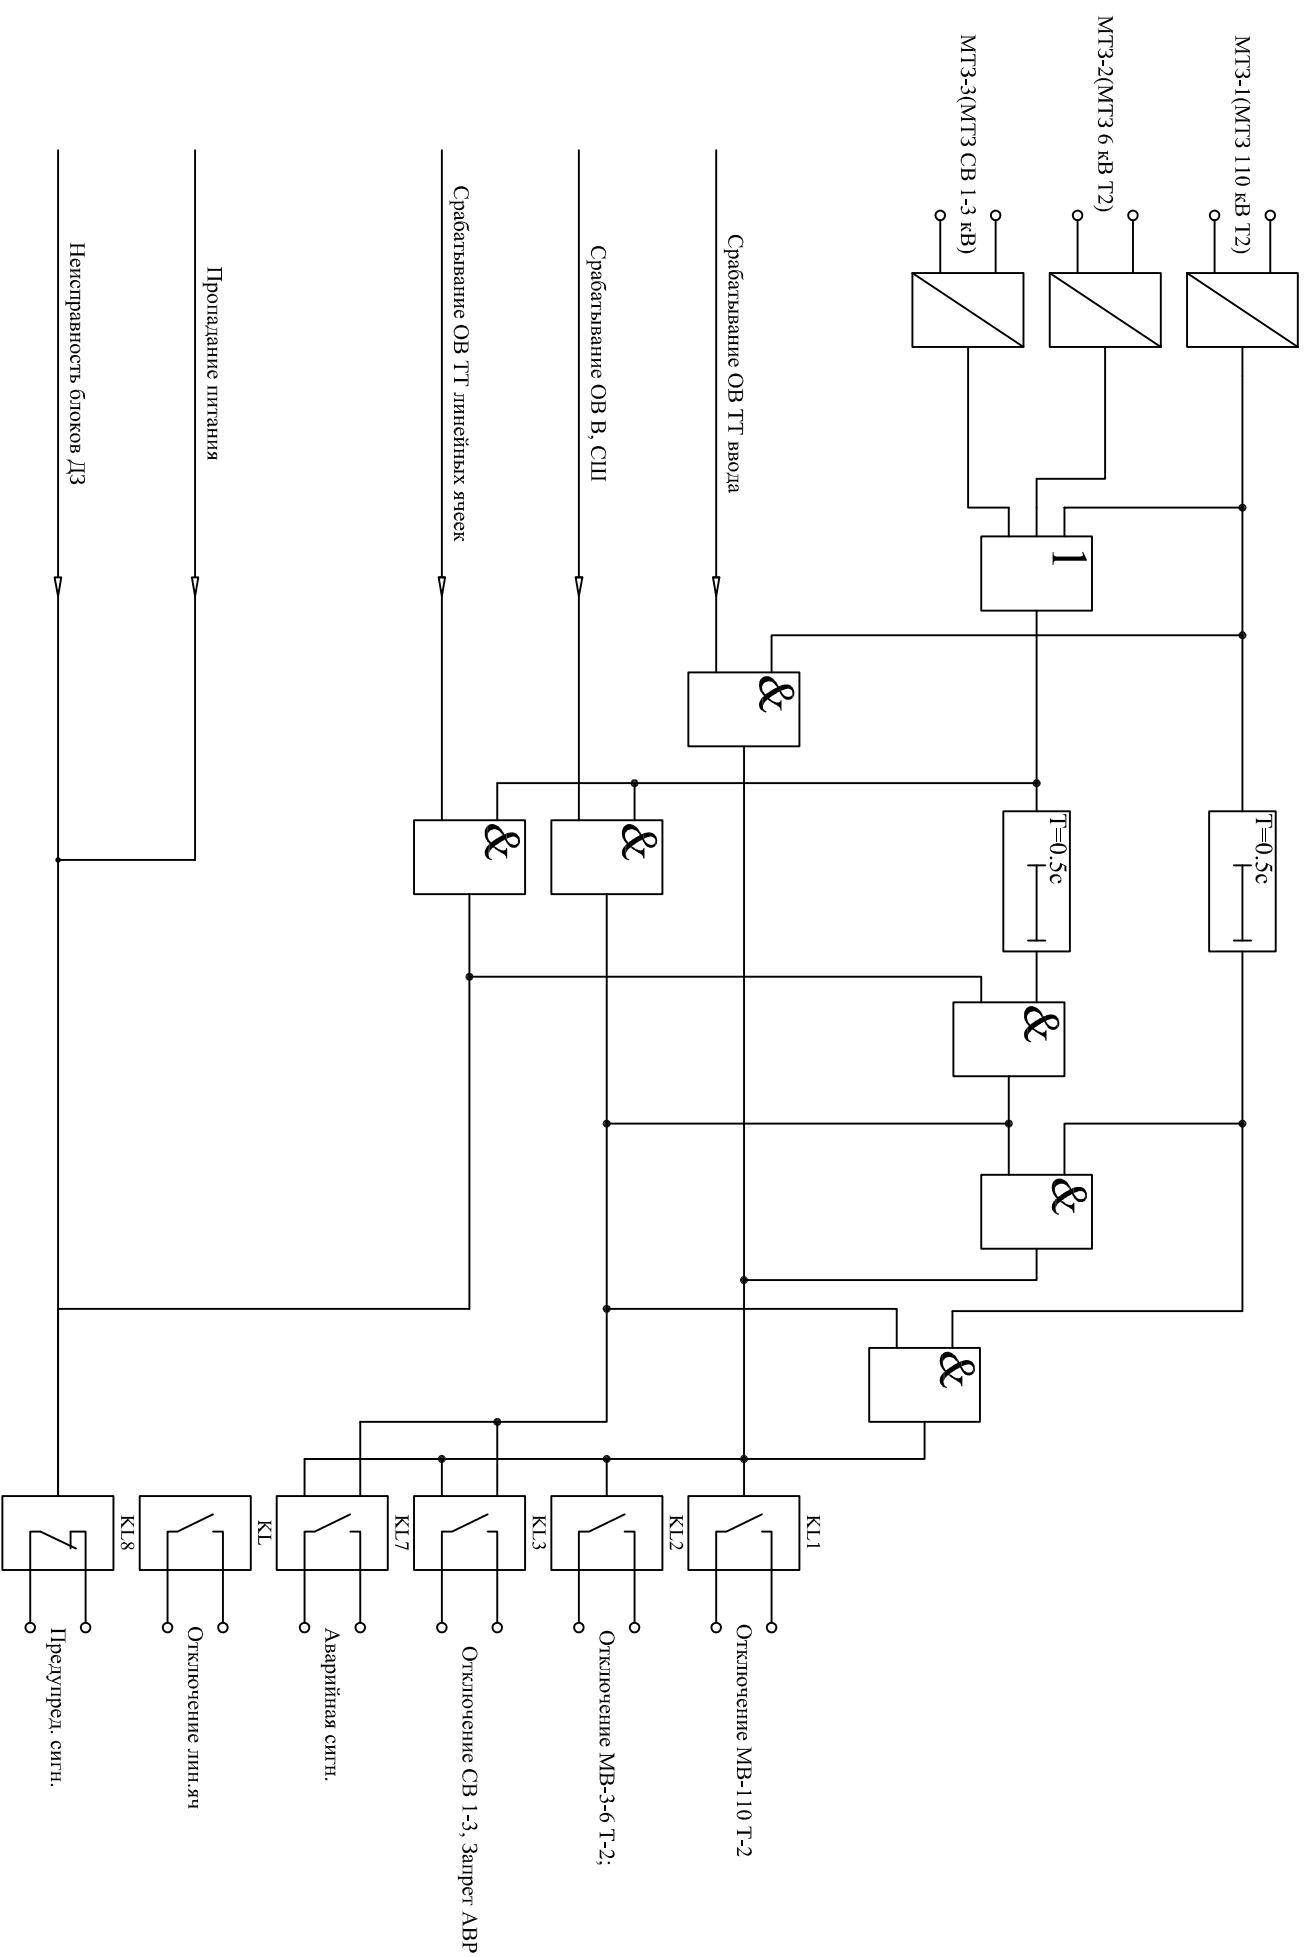 МТЗ-1(МТЗ 110 кВ Т2)
МТЗ-2(МТЗ 6 кВ Т2)
МТЗ-3(МТЗ СВ 1-3 кВ)
Срабатывание ОВ ТТ ввода
Срабатывание ОВ В, СШ
Срабатывание ОВ ТТ линейных ячеек
Пропадание питания
Неисправность блоков ДЗ
1
&
&
&
T=0.5с
T=0.5с
&
&
&
KL1
Отключение МВ-110 Т-2
KL2
Отключение МВ-3-6 Т-2;
KL3
Отключение СВ 1-3, Запрет АВР
KL7
Аварийная сигн.
KL
Отключение лин.яч
KL8
Предупред. сигн.